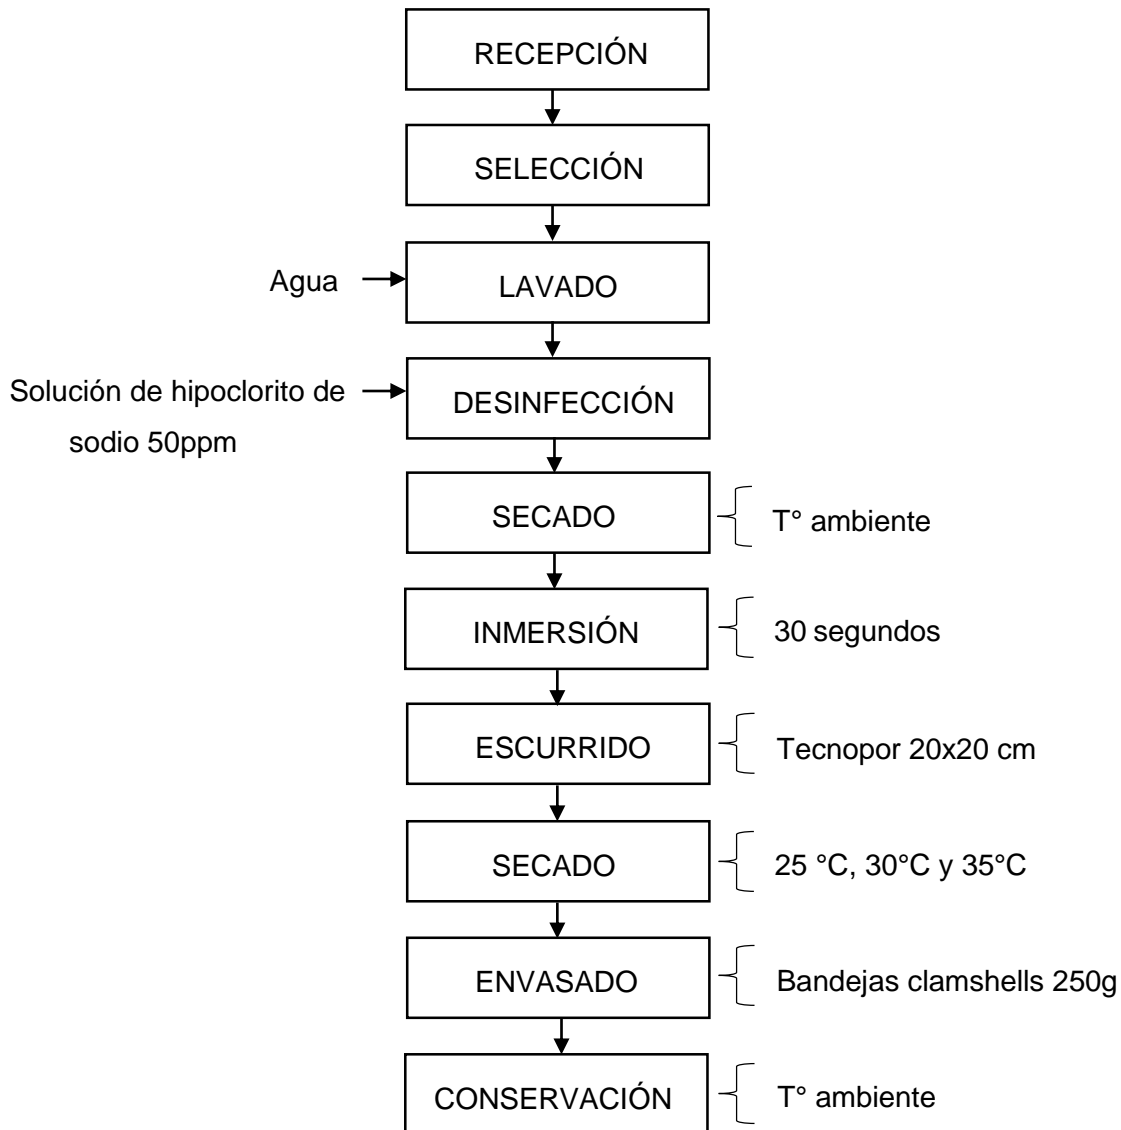 RECEPCIÓN
SELECCIÓN
Agua
LAVADO
Solución de hipoclorito de
sodio 50ppm
DESINFECCIÓN
SECADO
T° ambiente
INMERSIÓN
30 segundos
ESCURRIDO
Tecnopor 20x20 cm
SECADO
25 °C, 30°C y 35°C
ENVASADO
Bandejas clamshells 250g
CONSERVACIÓN
T° ambiente